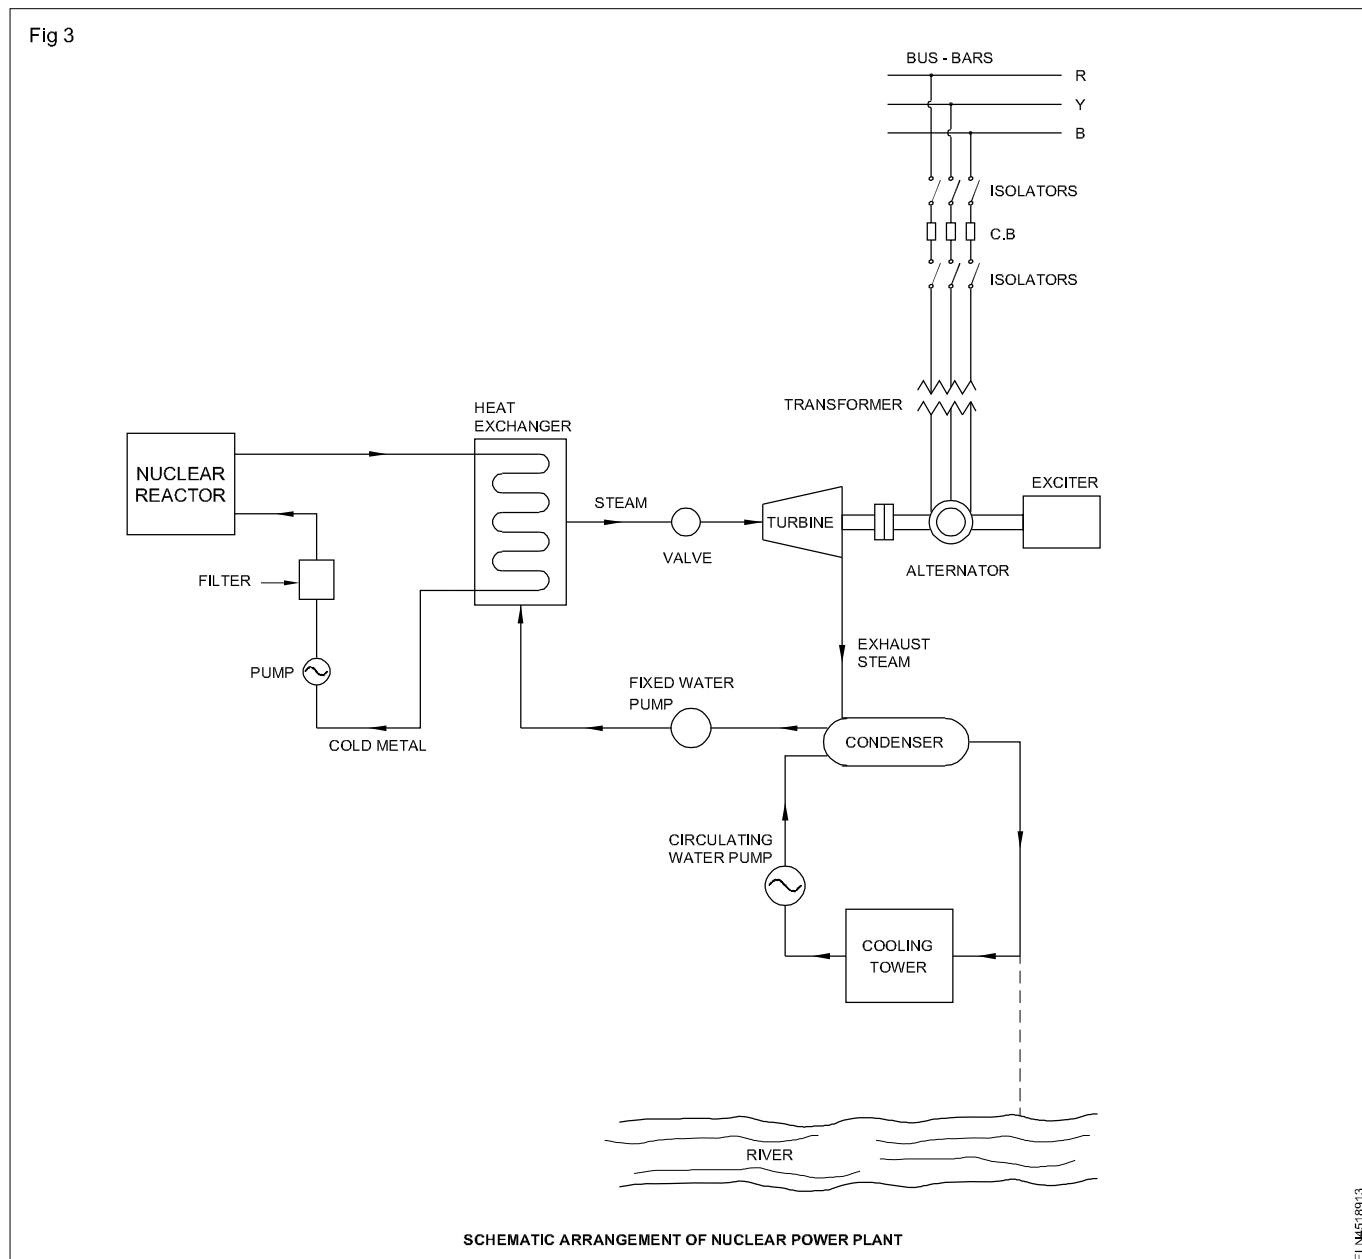 Fig 3
BUS - BARS
R
Y
B
ISOLATORS
C.B
ISOLATORS
TRANSFORMER
HEAT
EXCHANGER
NUCLEAR
REACTOR
STEAM
VALVE
TURBINE
EXCITER
ALTERNATOR
FILTER
PUMP
COLD METAL
EXHAUST
STEAM
FIXED WATER
PUMP
CONDENSER
CIRCULATING
WATER PUMP
COOLING
TOWER
RIVER
SCHEMATIC ARRANGEMENT OF NUCLEAR POWER PLANT